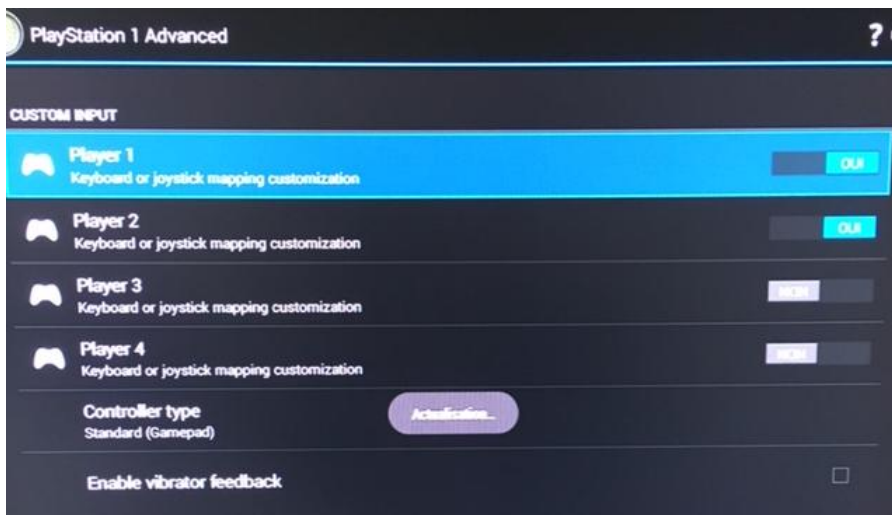 PlayStation 1 Advanced
?
CUSTOM INPUT
Player 1
Keyboard or joystick mapping customization
OUI
Player 2
Keyboard or joystick mapping customization
OUI
Player 3
Keyboard or joystick mapping customization
NON
Player 4
Keyboard or joystick mapping customization
NON
Controller type
Standard (Gamepad)
Actualisation...
Enable vibrator feedback